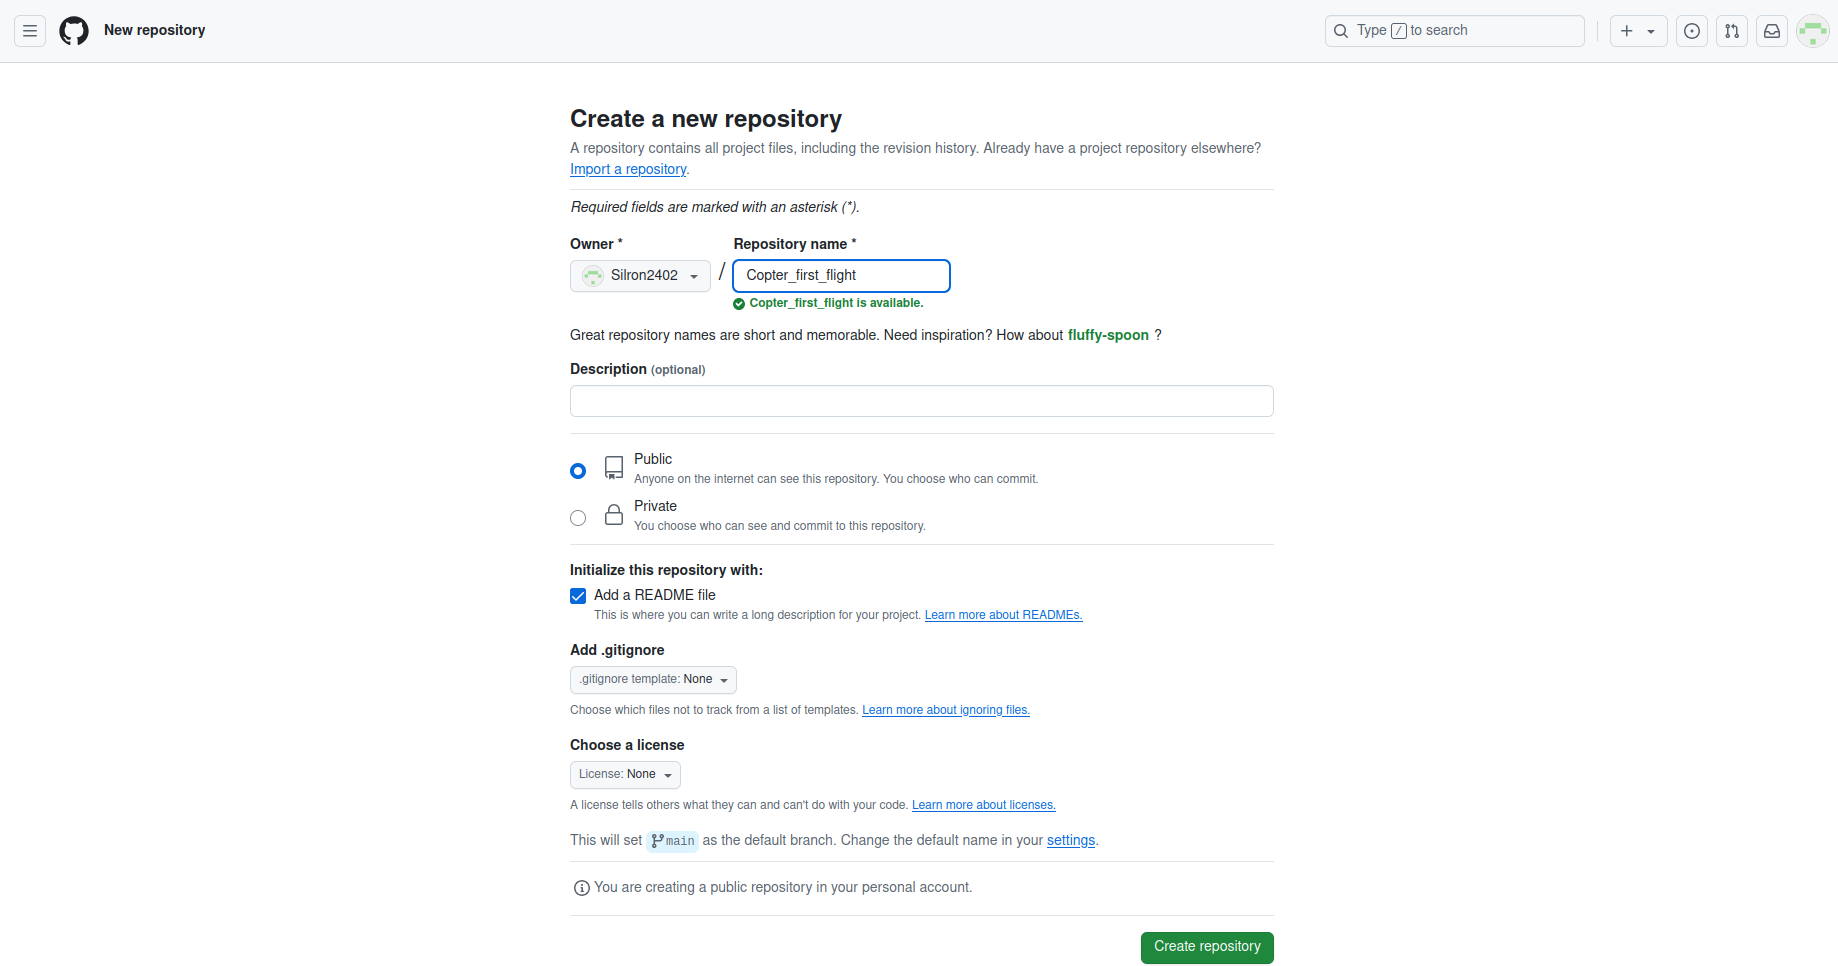 New repository
Type / to search
Create a new repository
A repository contains all project files, including the revision history. Already have a project repository elsewhere?
Import a repository.
Required fields are marked with an asterisk (*).
Owner * Repository name *
Silron2402 / Copter_first_flight
Copter_first_flight is available.
Great repository names are short and memorable. Need inspiration? How about fluffy-spoon ?
Description (optional)
Public
Anyone on the internet can see this repository. You choose who can commit.
Private
You choose who can see and commit to this repository.
Initialize this repository with:
Add a README file
This is where you can write a long description for your project. Learn more about READMEs.
Add .gitignore
.gitignore template: None
Choose which files not to track from a list of templates. Learn more about ignoring files.
Choose a license
License: None
A license tells others what they can and can't do with your code. Learn more about licenses.
This will set main as the default branch. Change the default name in your settings.
You are creating a public repository in your personal account.
Create repository